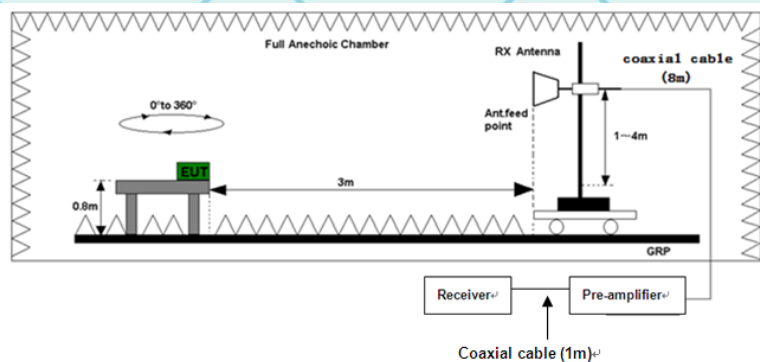 Full Anechoic Chamber
RX Antenna
coaxial cable
(8m)
0°to 360°
Ant.feed
point
1～4m
EUT
3m
0.8m
GRP
Receiver↵
Pre-amplifier↵
Coaxial cable (1m)↵